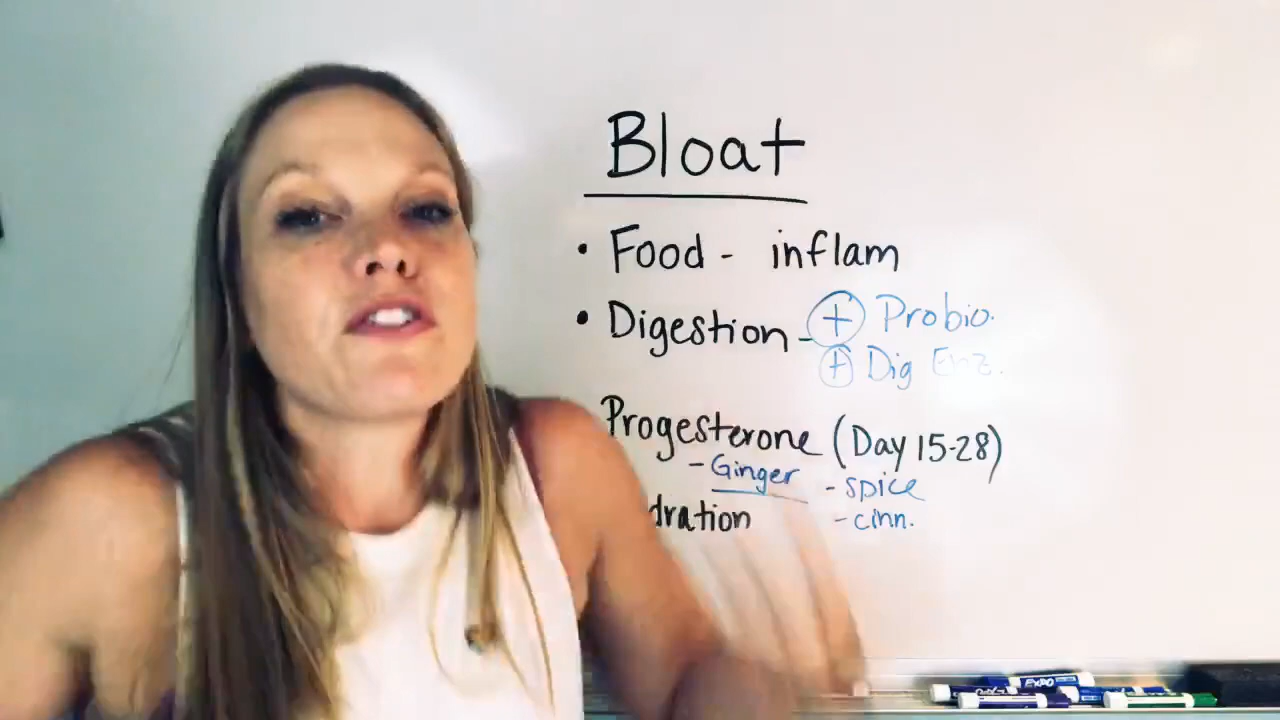 Bloat
• Food - inflam
• Digestion - + Probio.
+ Dig Enz.
Progesterone (Day 15-28)
- Ginger - spice
dration - cinn.
EXPO